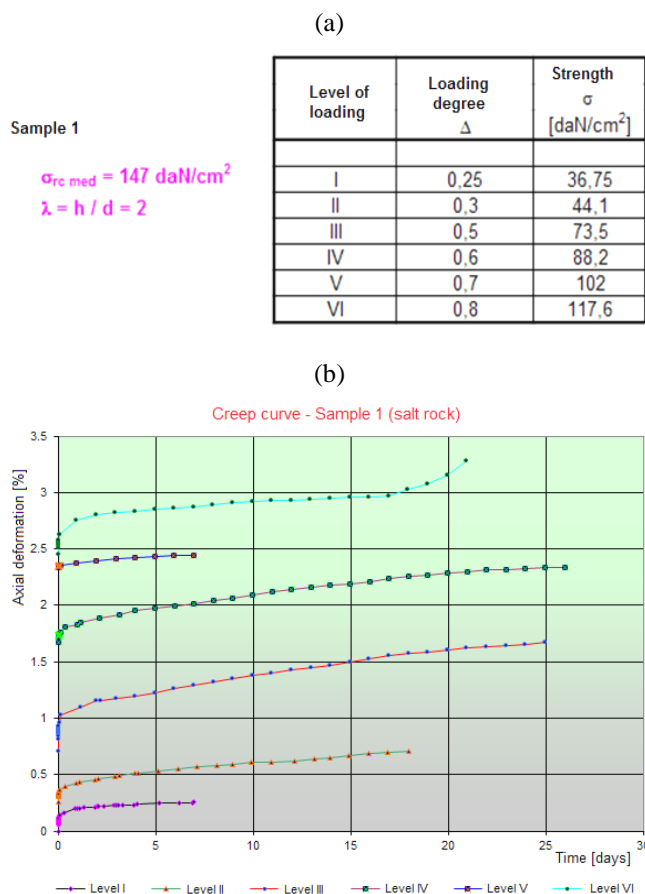 (a)
Sample 1
σrc med = 147 daN/cm²
λ = h / d = 2
Level of loading Loading degree Δ Strength σ [daN/cm²]
I 0,25 36,75
II 0,3 44,1
III 0,5 73,5
IV 0,6 88,2
V 0,7 102
VI 0,8 117,6
(b)
Creep curve - Sample 1 (salt rock)
Axial deformation [%]
3.5
3
2.5
2
1.5
1
0.5
0
0 5 10 15 20 25 30
Time [days]
Level I Level II Level III Level IV Level V Level VI